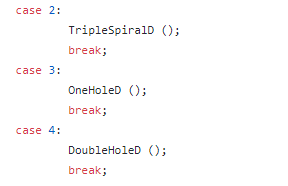 case 2:
TripleSpiralD ();
break;
case 3:
OneHoleD ();
break;
case 4:
DoubleHoleD ();
break;